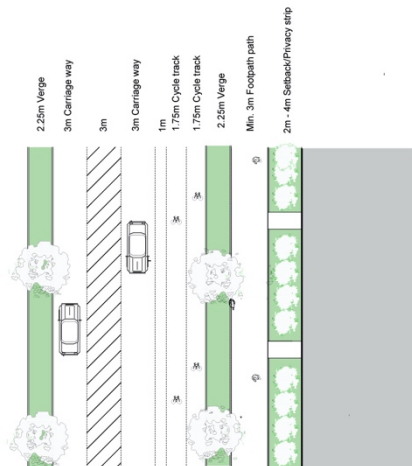 2.25m Verge
3m Carriage way
3m
3m Carriage way
1m
1.75m Cycle track
1.75m Cycle track
2.25m Verge
Min. 3m Footpath path
2m - 4m Setback/Privacy strip